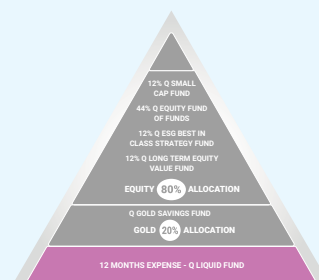 12% Q SMALL
CAP FUND
44% Q EQUITY FUND
OF FUNDS
12% Q ESG BEST IN
CLASS STRATEGY FUND
12% Q LONG TERM EQUITY
VALUE FUND
EQUITY 80% ALLOCATION
Q GOLD SAVINGS FUND
GOLD 20% ALLOCATION
12 MONTHS EXPENSE - Q LIQUID FUND